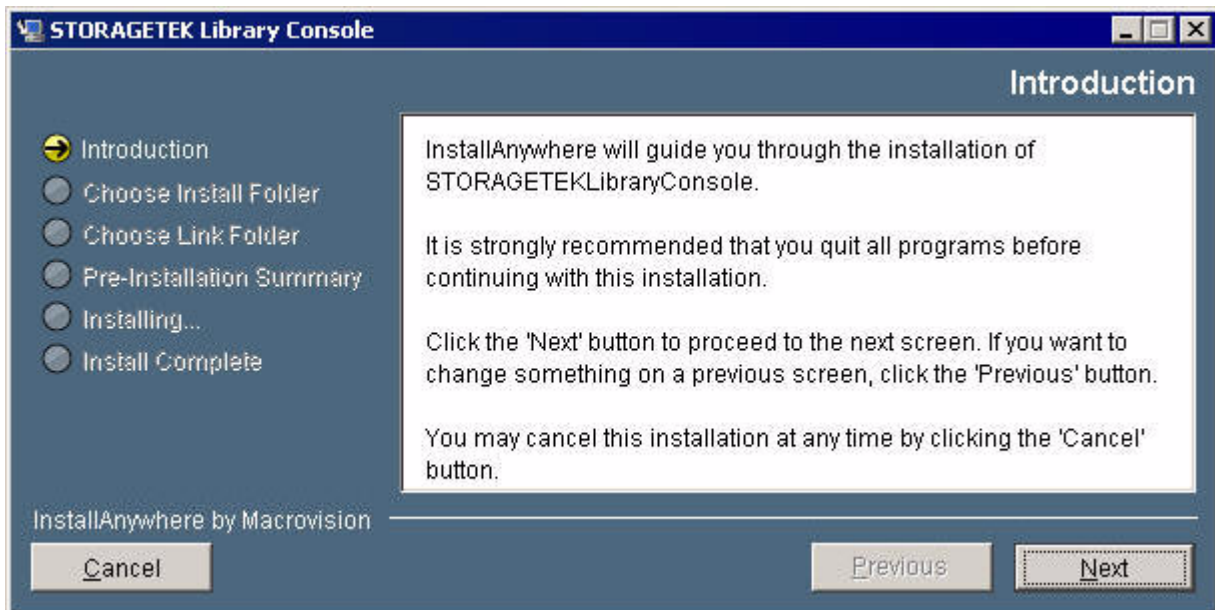 STORAGETEK Library Console
Introduction
Introduction
Choose Install Folder
Choose Link Folder
Pre-Installation Summary
Installing...
Install Complete
InstallAnywhere will guide you through the installation of
STORAGETEKLibraryConsole.
It is strongly recommended that you quit all programs before
continuing with this installation.
Click the 'Next' button to proceed to the next screen. If you want to
change something on a previous screen, click the 'Previous' button.
You may cancel this installation at any time by clicking the 'Cancel'
button.
InstallAnywhere by Macrovision
Cancel
Previous
Next